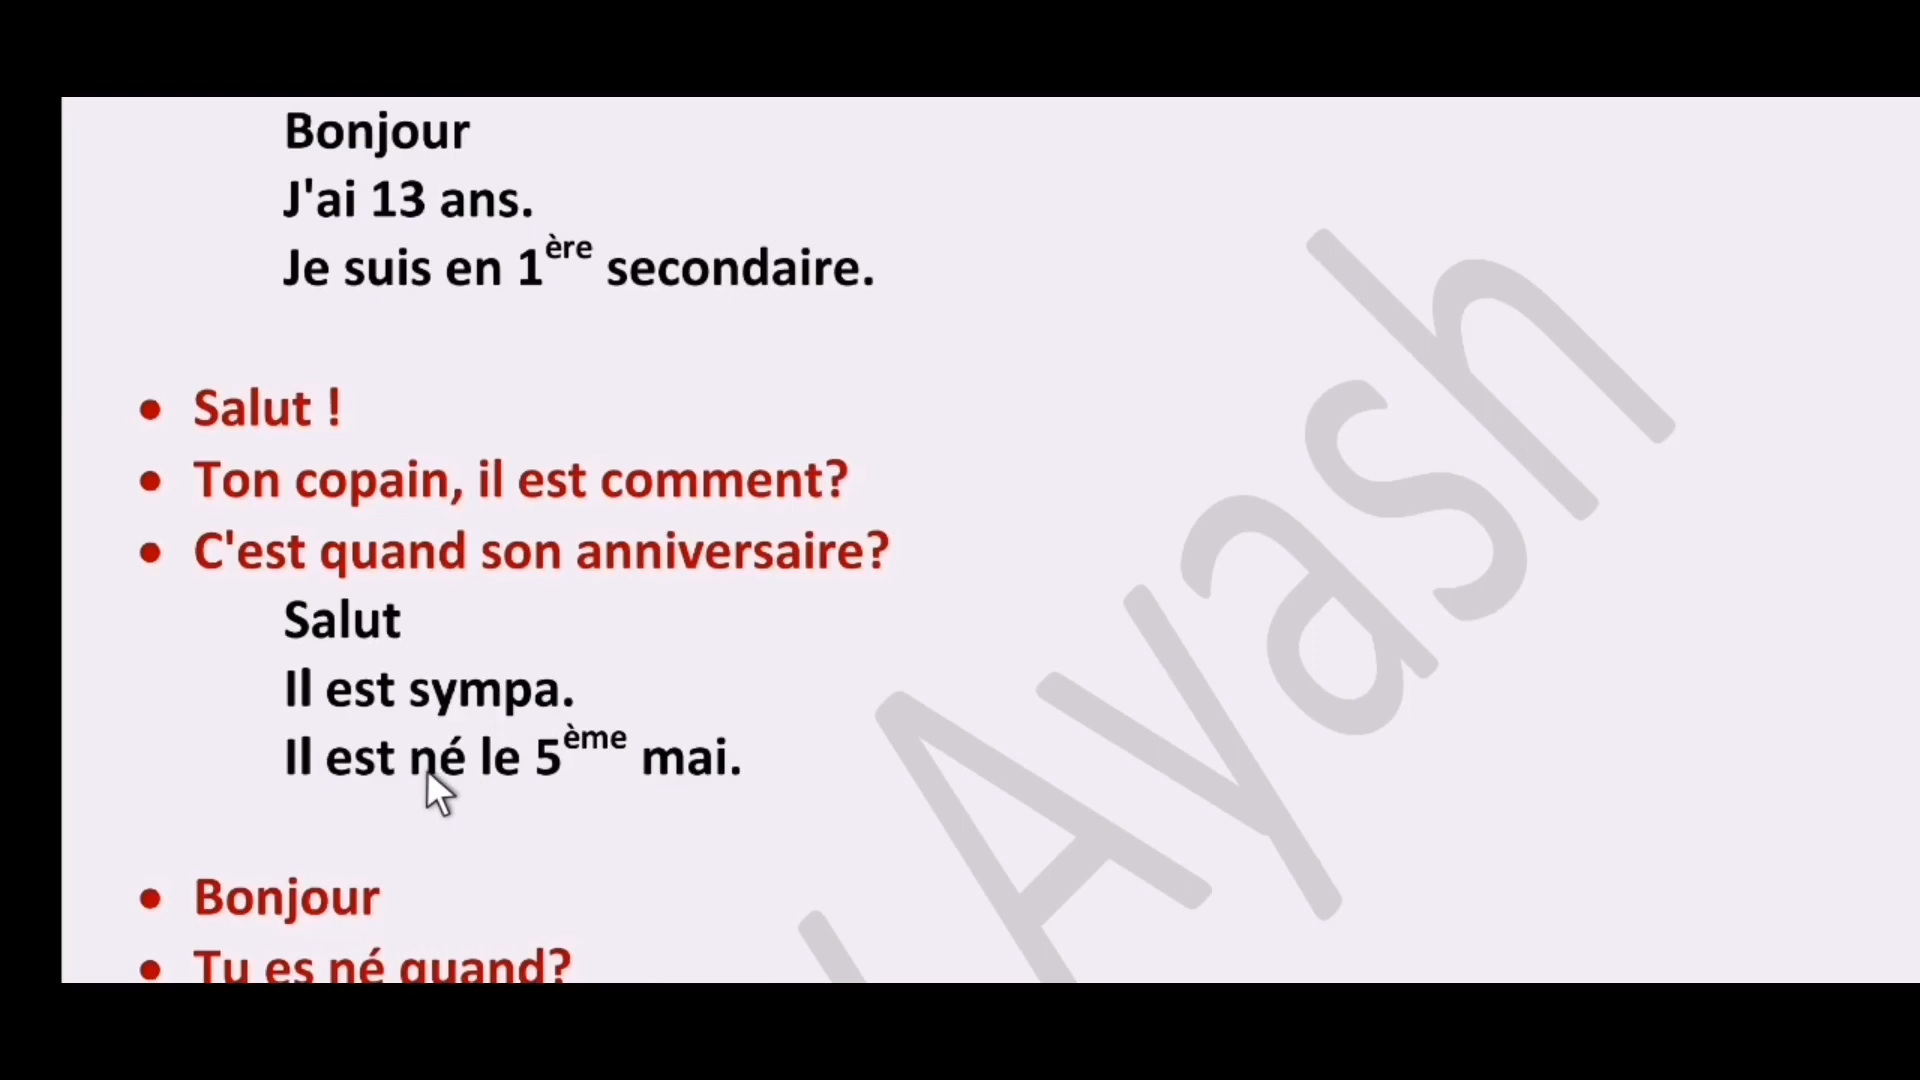 Bonjour
J'ai 13 ans.
Je suis en 1ère secondaire.
• Salut !
• Ton copain, il est comment?
• C'est quand son anniversaire?
Salut
Il est sympa.
Il est né le 5ème mai.
• Bonjour
• Tu es né quand?
Ayash